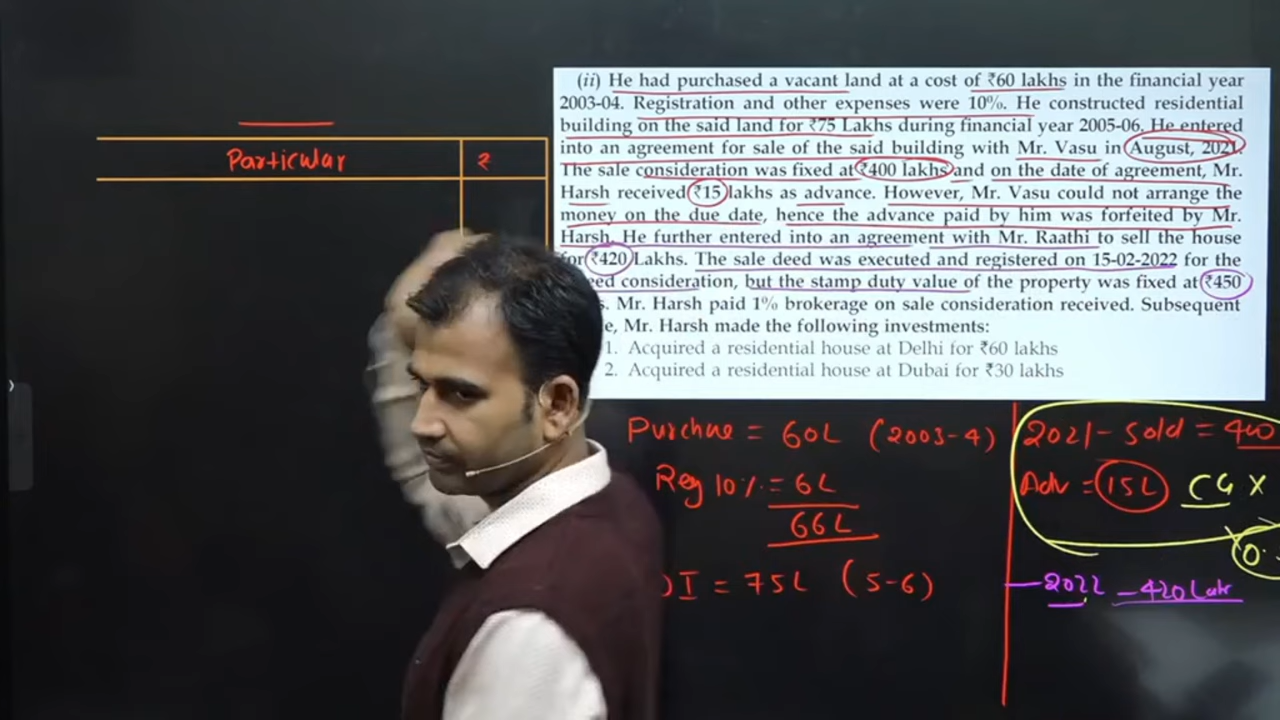 Particular ₹
(ii) He had purchased a vacant land at a cost of ₹60 lakhs in the financial year
2003-04. Registration and other expenses were 10%. He constructed residential
building on the said land for ₹75 Lakhs during financial year 2005-06. He entered
into an agreement for sale of the said building with Mr. Vasu in August, 2021.
The sale consideration was fixed at ₹400 lakhs and on the date of agreement, Mr.
Harsh received ₹15 lakhs as advance. However, Mr. Vasu could not arrange the
money on the due date, hence the advance paid by him was forfeited by Mr.
Harsh. He further entered into an agreement with Mr. Raathi to sell the house
for ₹420 Lakhs. The sale deed was executed and registered on 15-02-2022 for the
consideration, but the stamp duty value of the property was fixed at ₹450
Mr. Harsh paid 1% brokerage on sale consideration received. Subsequent
Mr. Harsh made the following investments:
1. Acquired a residential house at Delhi for ₹60 lakhs
2. Acquired a residential house at Dubai for ₹30 lakhs
Purchae = 60L (2003-4)
Reg 10% = 6L
66L
I = 75L (5-6)
2021 - Sold = 400
Adv = 15L CG X
2022 - 420 Lakh